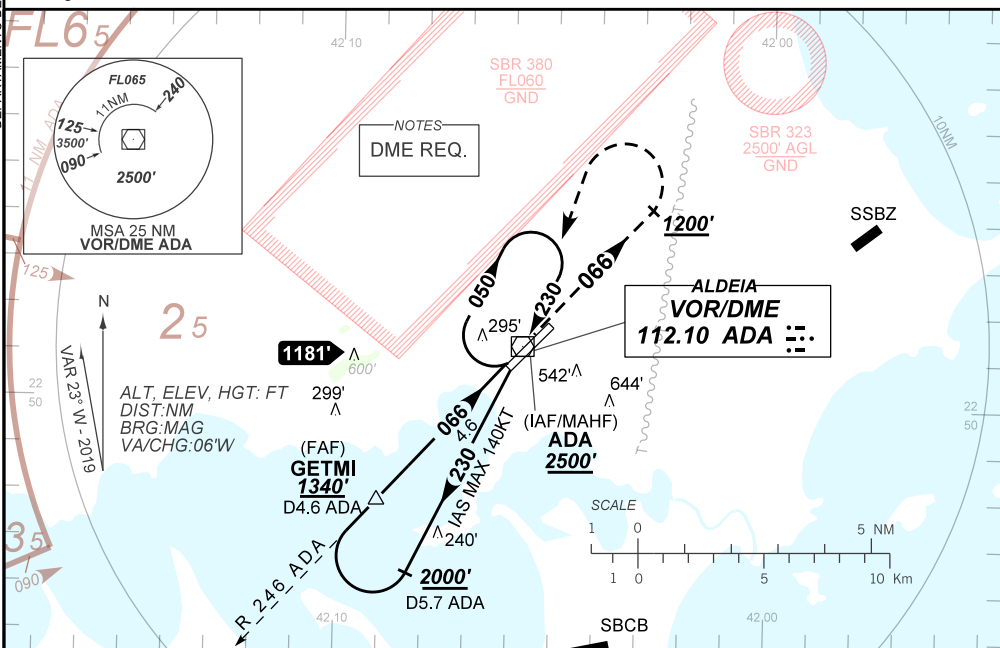 FL65
42 10
42 00
FL065
11NM
240
125
3500'
090
2500'
MSA 25 NM
VOR/DME ADA
11 NM ADA
NOTES
DME REQ.
SBR 380
FL060
GND
SBR 323
2500' AGL
GND
10NM
SSBZ
1200'
050
230
066
ALDEIA
VOR/DME
112.10 ADA
125
N
VAR 23° W - 2019
25
295'
1181'
600'
299'
542'
644'
22
50
ALT, ELEV, HGT: FT
DIST:NM
BRG:MAG
VA/CHG:06'W
22
50
066
4.6
230
IAS MAX 140KT
(IAF/MAHF)
ADA
2500'
(FAF)
GETMI
1340'
D4.6 ADA
240'
SCALE
1 0 5 NM
1 0 5 10 Km
35
090
R 246 ADA
2000'
D5.7 ADA
42 10
42 00
SBCB
T
T